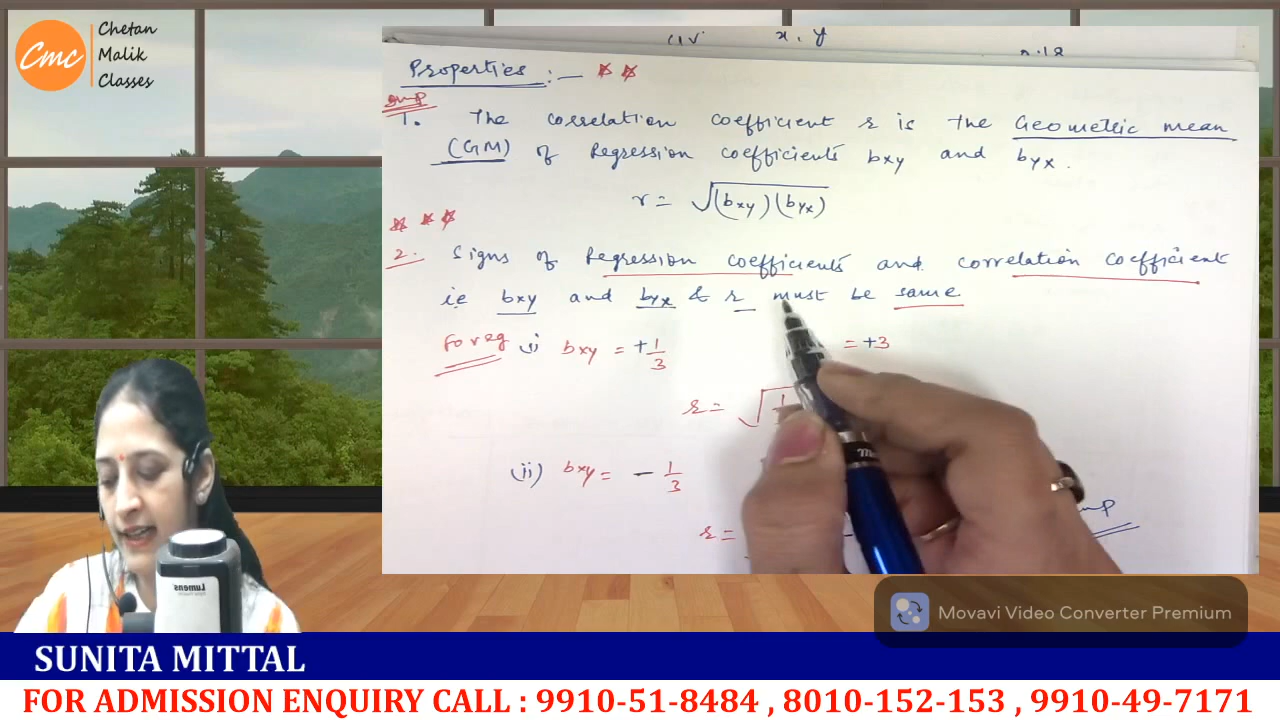 cmc
Chetan
Malik
Classes
x, y
Properties :—
Imp
1. The correlation coefficient r is the Geometric mean
(GM) of Regression coefficients bxy and byx.
r = √(bxy)(byx)
2. Signs of Regression coefficients and correlation coefficient
ie bxy and byx & r must be same
For eg (i) bxy = +1/3 = +3
r = √1
(ii) bxy = -1/3
r =
Lumens
Movavi Video Converter Premium
SUNITA MITTAL
FOR ADMISSION ENQUIRY CALL : 9910-51-8484 , 8010-152-153 , 9910-49-7171